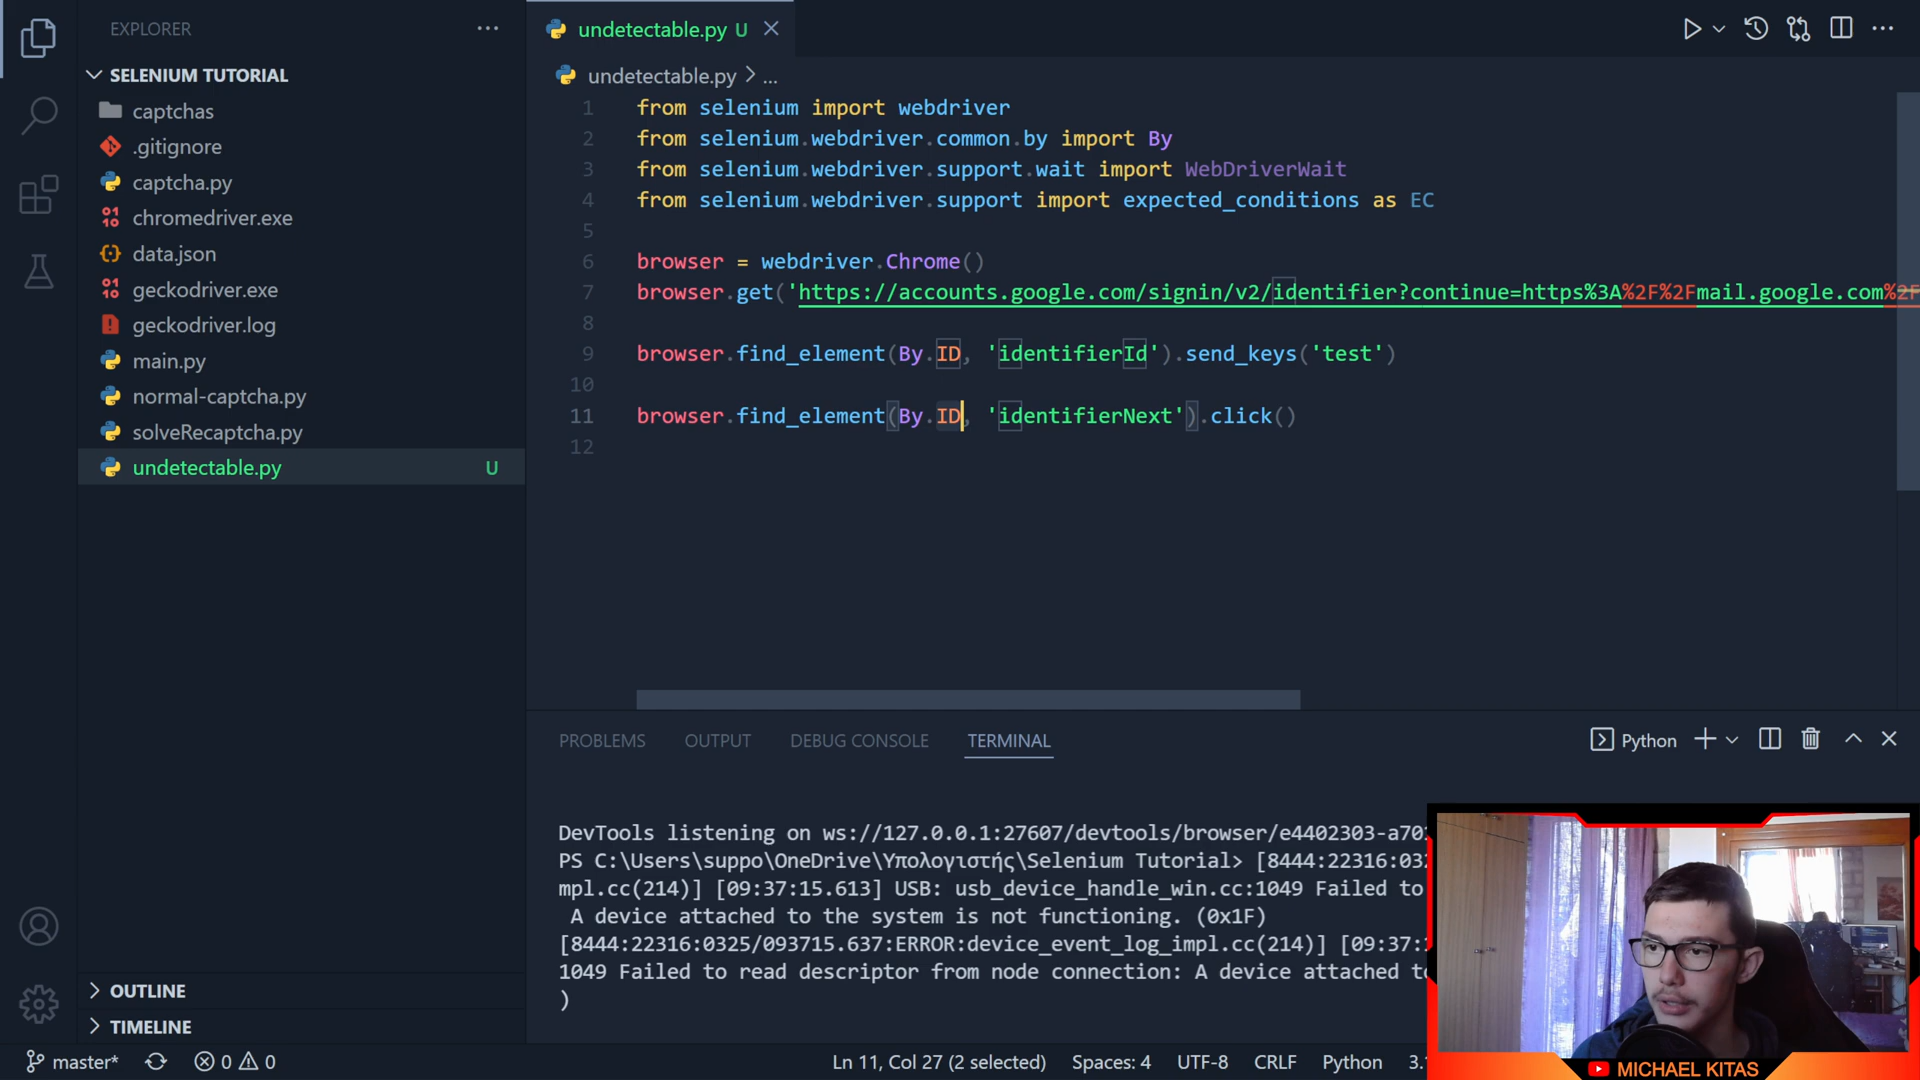 EXPLORER
SELENIUM TUTORIAL
captchas
.gitignore
captcha.py
chromedriver.exe
data.json
geckodriver.exe
geckodriver.log
main.py
normal-captcha.py
solveRecaptcha.py
undetectable.py U
OUTLINE
TIMELINE
undetectable.py U
undetectable.py > ...
1 from selenium import webdriver
2 from selenium.webdriver.common.by import By
3 from selenium.webdriver.support.wait import WebDriverWait
4 from selenium.webdriver.support import expected_conditions as EC
5
6 browser = webdriver.Chrome()
7 browser.get('https://accounts.google.com/signin/v2/identifier?continue=https%3A%2F%2Fmail.google.com%2F
8
9 browser.find_element(By.ID, 'identifierId').send_keys('test')
10
11 browser.find_element(By.ID, 'identifierNext').click()
12
PROBLEMS OUTPUT DEBUG CONSOLE TERMINAL
Python
DevTools listening on ws://127.0.0.1:27607/devtools/browser/e4402303-a701
PS C:\Users\suppo\OneDrive\Υπολογιστής\Selenium Tutorial> [8444:22316:032
mpl.cc(214)] [09:37:15.613] USB: usb_device_handle_win.cc:1049 Failed to
A device attached to the system is not functioning. (0x1F)
[8444:22316:0325/093715.637:ERROR:device_event_log_impl.cc(214)] [09:37:1
1049 Failed to read descriptor from node connection: A device attached to
)
master* 0 0 Ln 11, Col 27 (2 selected) Spaces: 4 UTF-8 CRLF Python 3.
MICHAEL KITAS